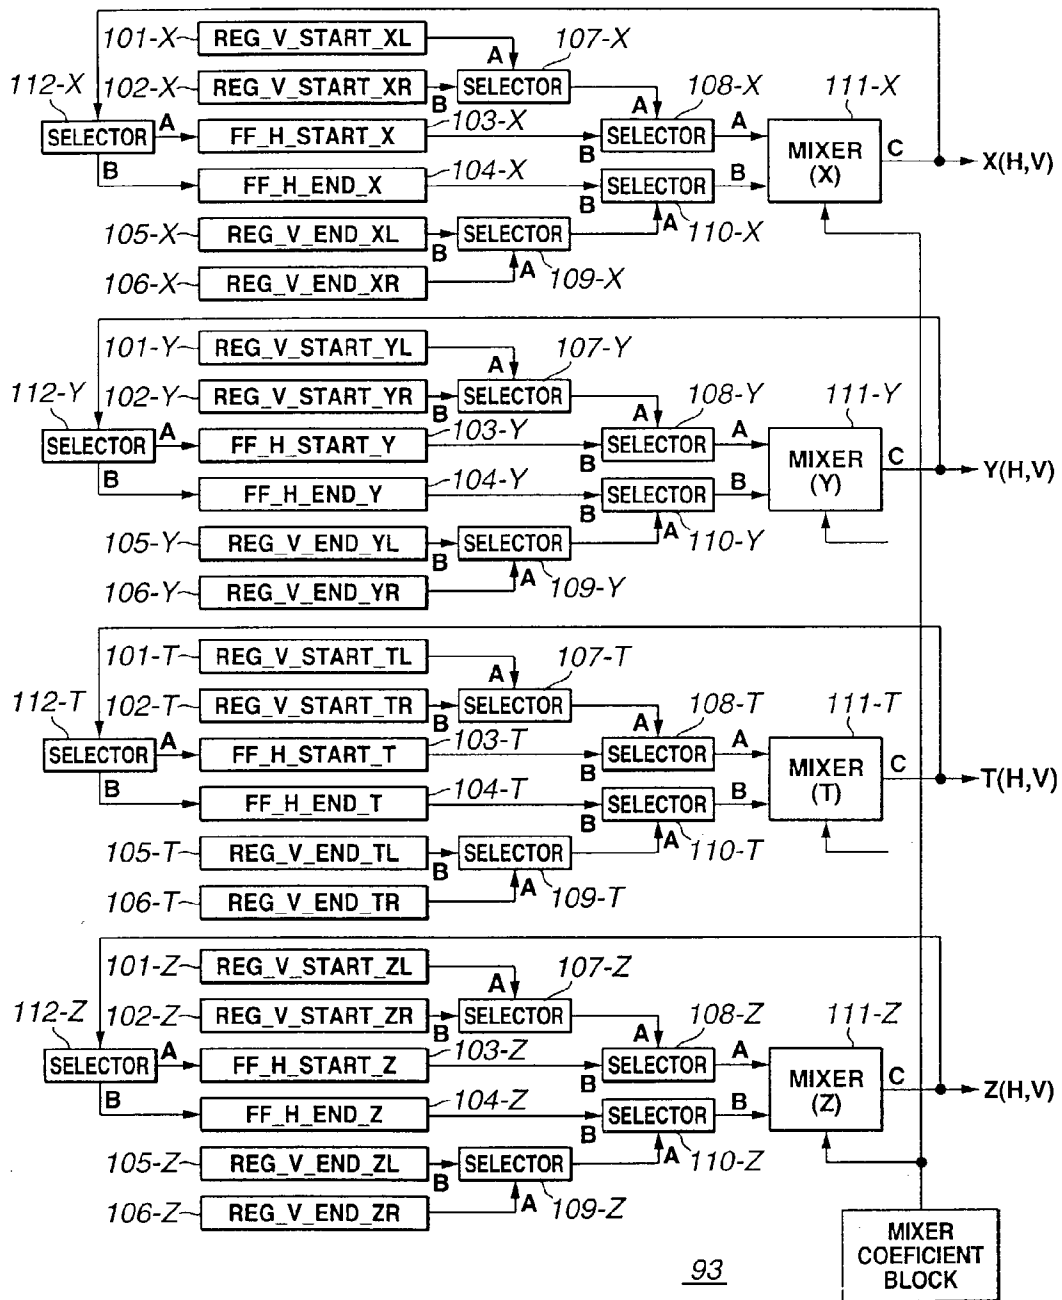 101-X REG_V_START_XL A 107-X
112-X 102-X REG_V_START_XR B SELECTOR A 108-X 111-X
SELECTOR A FF_H_START_X 103-X B SELECTOR A MIXER (X) C X(H,V)
B FF_H_END_X 104-X B SELECTOR B
105-X REG_V_END_XL B SELECTOR A 110-X
106-X REG_V_END_XR A 109-X
101-Y REG_V_START_YL A 107-Y
112-Y 102-Y REG_V_START_YR B SELECTOR A 108-Y 111-Y
SELECTOR A FF_H_START_Y 103-Y B SELECTOR A MIXER (Y) C Y(H,V)
B FF_H_END_Y 104-Y B SELECTOR B
105-Y REG_V_END_YL B SELECTOR A 110-Y
106-Y REG_V_END_YR A 109-Y
101-T REG_V_START_TL A 107-T
112-T 102-T REG_V_START_TR B SELECTOR A 108-T 111-T
SELECTOR A FF_H_START_T 103-T B SELECTOR A MIXER (T) C T(H,V)
B FF_H_END_T 104-T B SELECTOR B
105-T REG_V_END_TL B SELECTOR A 110-T
106-T REG_V_END_TR A 109-T
101-Z REG_V_START_ZL A 107-Z
112-Z 102-Z REG_V_START_ZR B SELECTOR A 108-Z 111-Z
SELECTOR A FF_H_START_Z 103-Z B SELECTOR A MIXER (Z) C Z(H,V)
B FF_H_END_Z 104-Z B SELECTOR B
105-Z REG_V_END_ZL B SELECTOR A 110-Z
106-Z REG_V_END_ZR A 109-Z
93
MIXER
COEFICIENT
BLOCK